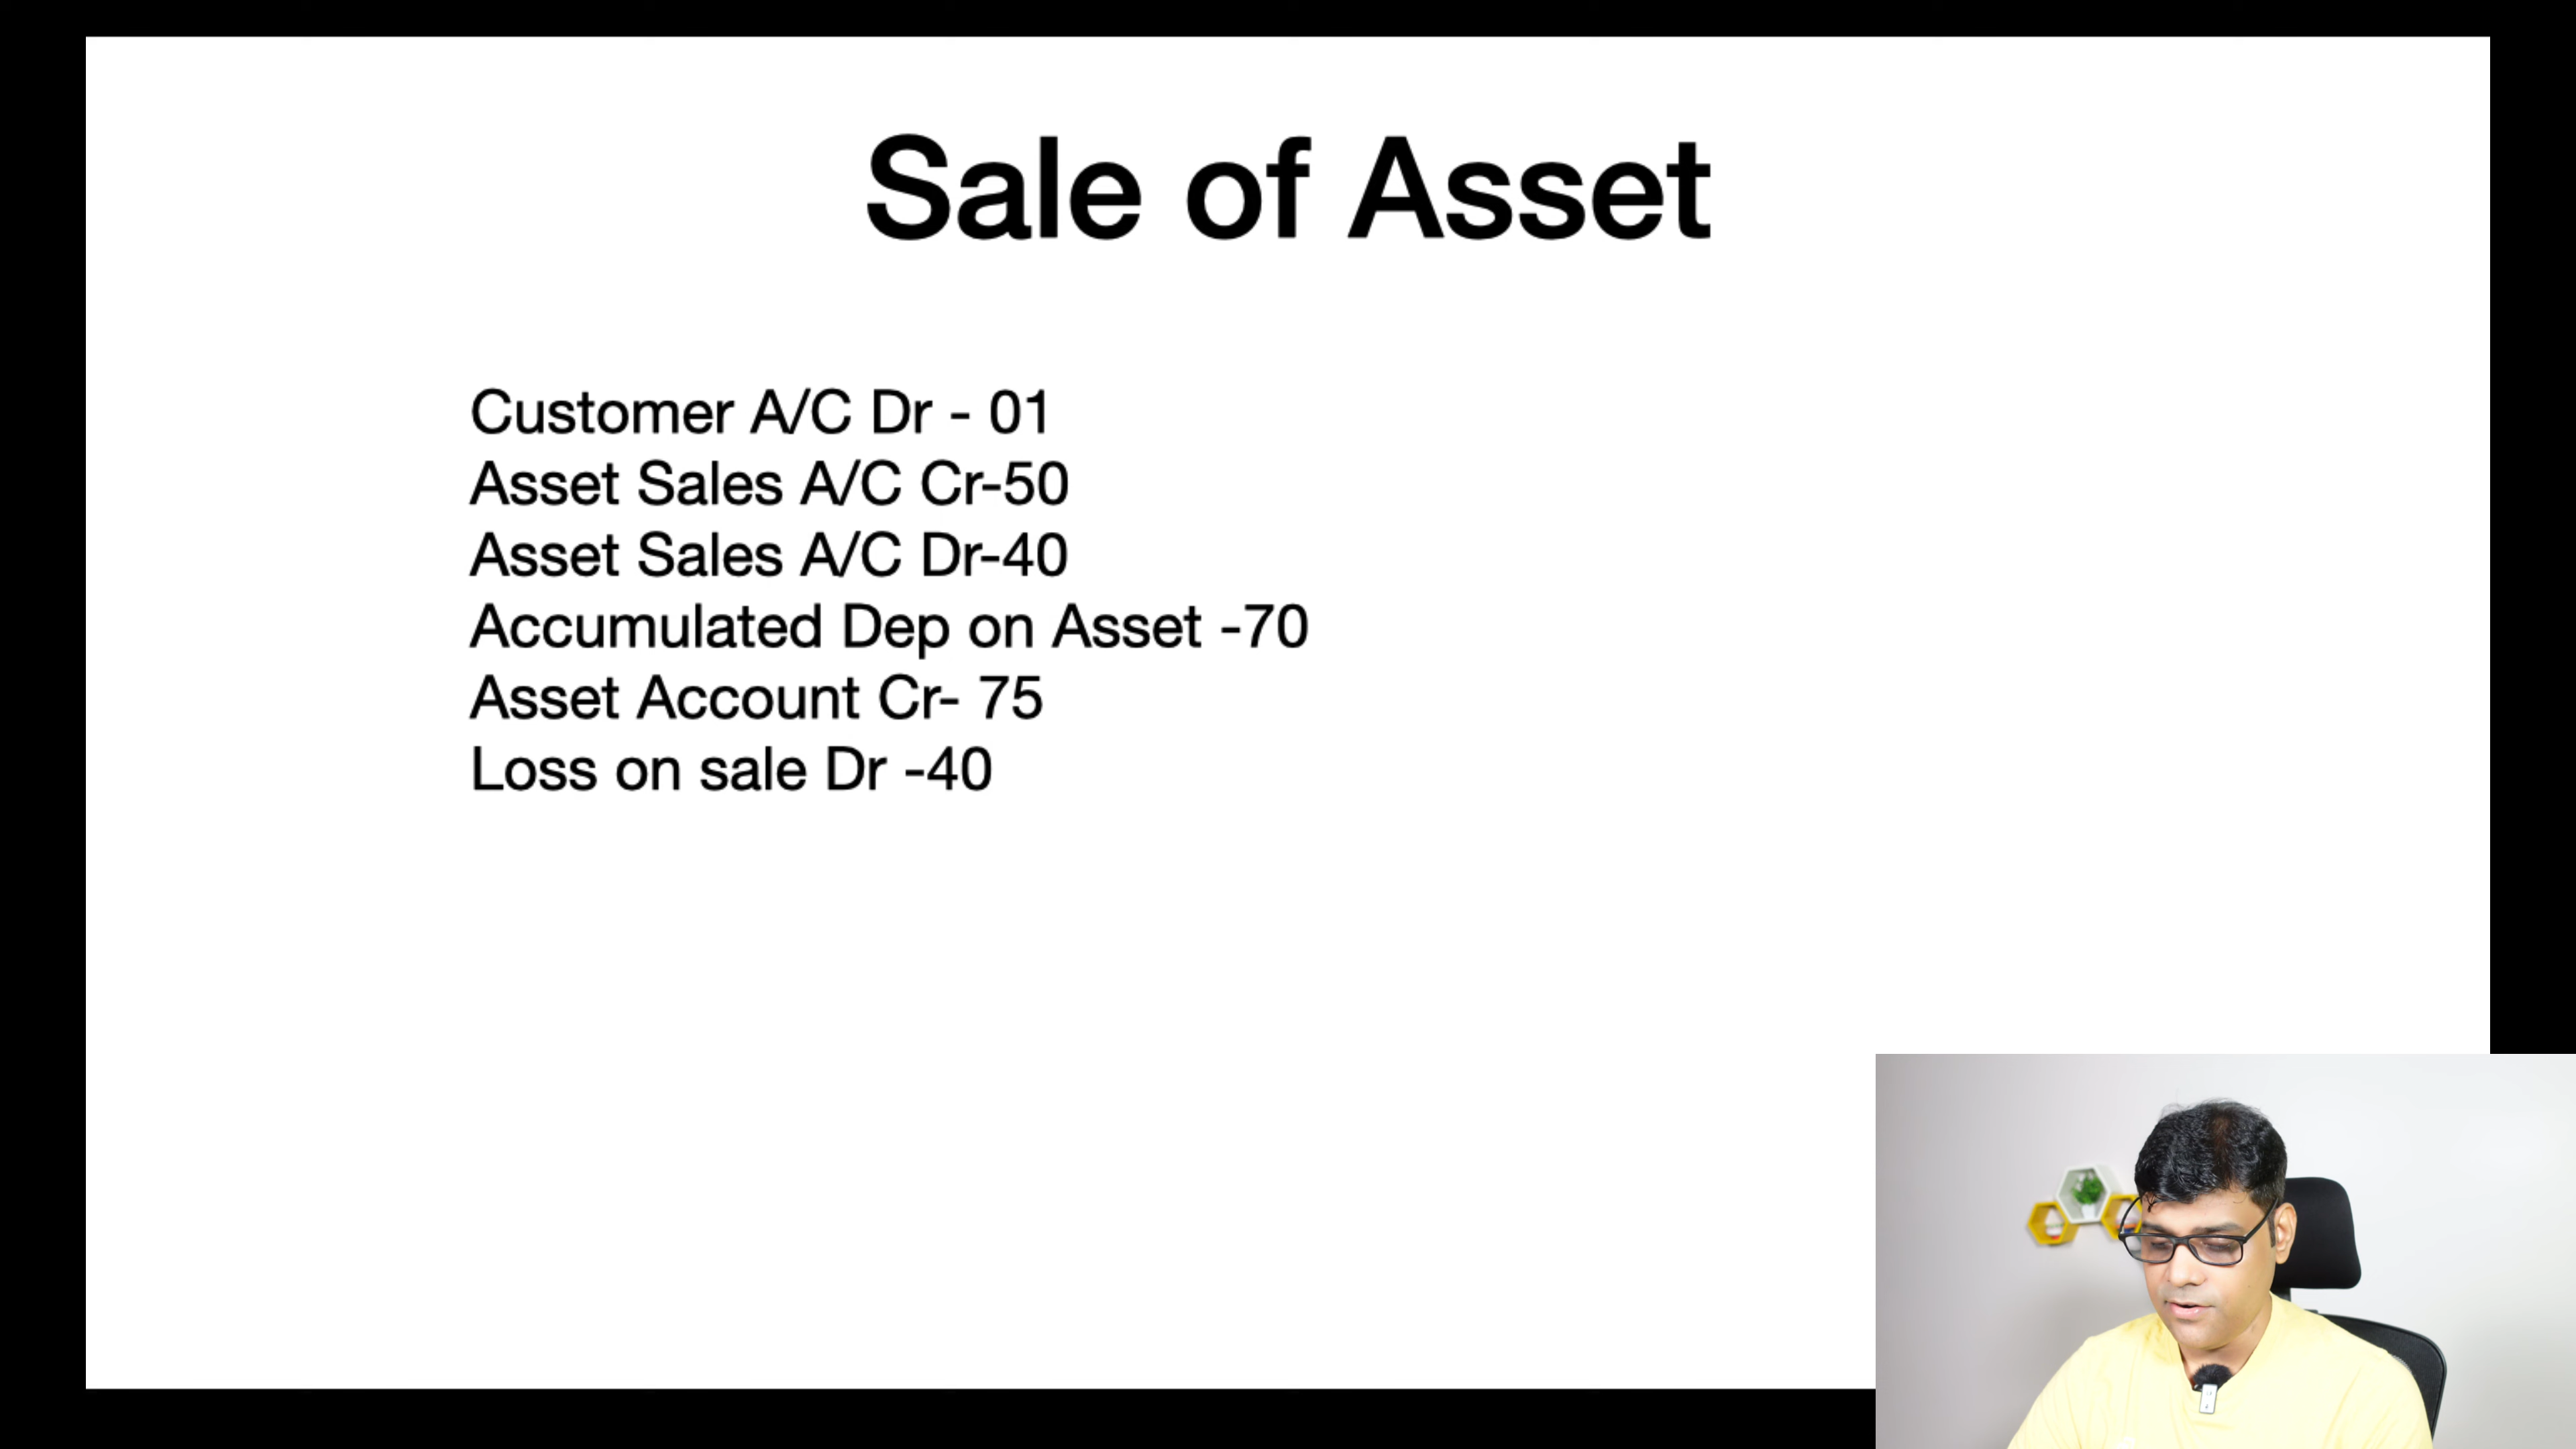 Sale of Asset
Customer A/C Dr - 01
Asset Sales A/C Cr-50
Asset Sales A/C Dr-40
Accumulated Dep on Asset -70
Asset Account Cr- 75
Loss on sale Dr -40